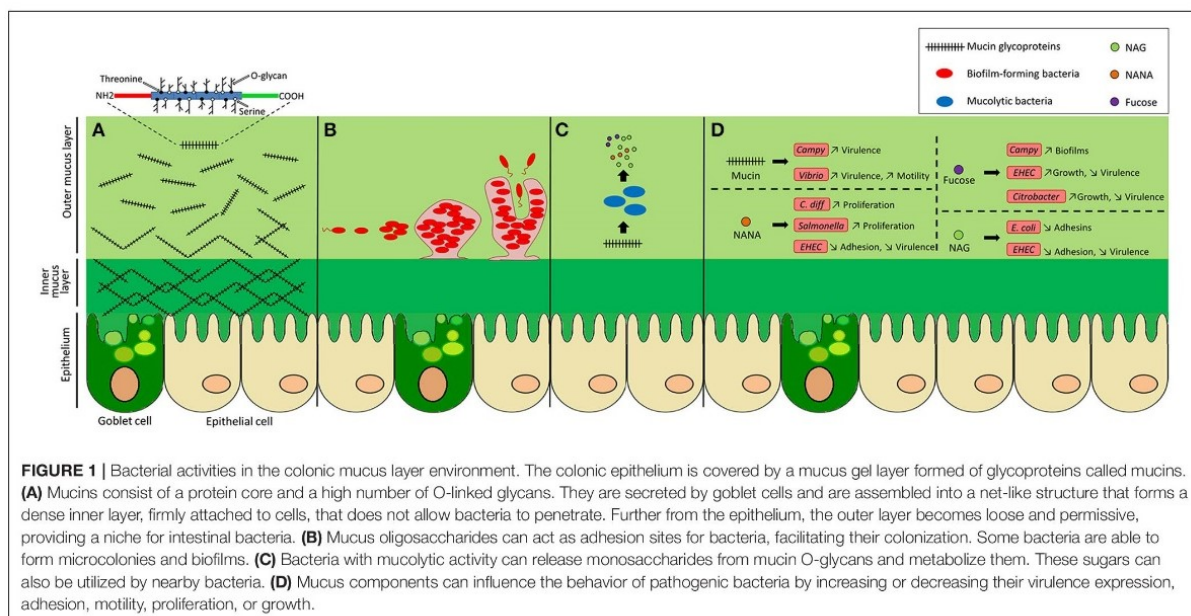 Mucin glycoproteins
NAG
Biofilm-forming bacteria
NANA
Mucolytic bacteria
Fucose
Threonine
O-glycan
NH2
COOH
Serine
A
B
C
D
Outer mucus layer
Inner mucus layer
Epithelium
Mucin
Campy ↗ Virulence
Vibrio ↗ Virulence, ↗ Motility
NANA
C. diff ↗ Proliferation
Salmonella ↗ Proliferation
EHEC ↘ Adhesion, ↘ Virulence
Fucose
Campy ↗ Biofilms
EHEC ↗Growth, ↘ Virulence
Citrobacter ↗Growth, ↘ Virulence
NAG
E. coli ↘ Adhesins
EHEC ↘ Adhesion, ↘ Virulence
Goblet cell
Epithelial cell
FIGURE 1 | Bacterial activities in the colonic mucus layer environment. The colonic epithelium is covered by a mucus gel layer formed of glycoproteins called mucins.
(A) Mucins consist of a protein core and a high number of O-linked glycans. They are secreted by goblet cells and are assembled into a net-like structure that forms a
dense inner layer, firmly attached to cells, that does not allow bacteria to penetrate. Further from the epithelium, the outer layer becomes loose and permissive,
providing a niche for intestinal bacteria. (B) Mucus oligosaccharides can act as adhesion sites for bacteria, facilitating their colonization. Some bacteria are able to
form microcolonies and biofilms. (C) Bacteria with mucolytic activity can release monosaccharides from mucin O-glycans and metabolize them. These sugars can
also be utilized by nearby bacteria. (D) Mucus components can influence the behavior of pathogenic bacteria by increasing or decreasing their virulence expression,
adhesion, motility, proliferation, or growth.